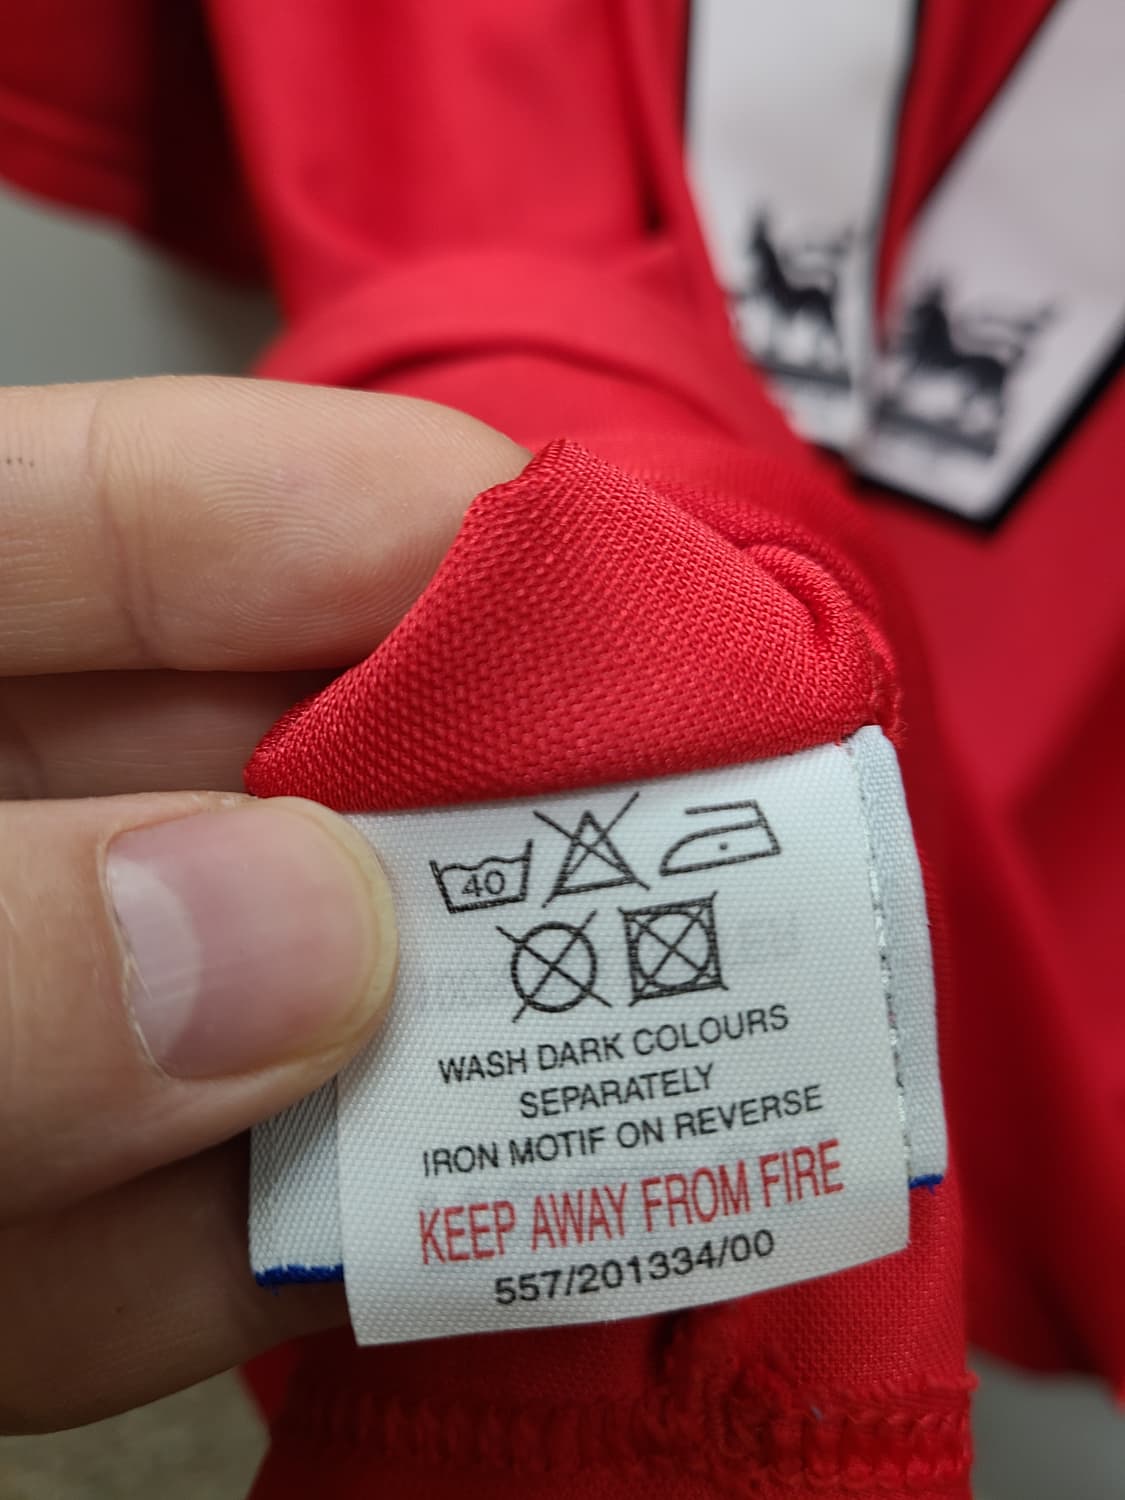 40
WASH DARK COLOURS
SEPARATELY
IRON MOTIF ON REVERSE
KEEP AWAY FROM FIRE
557/201334/00